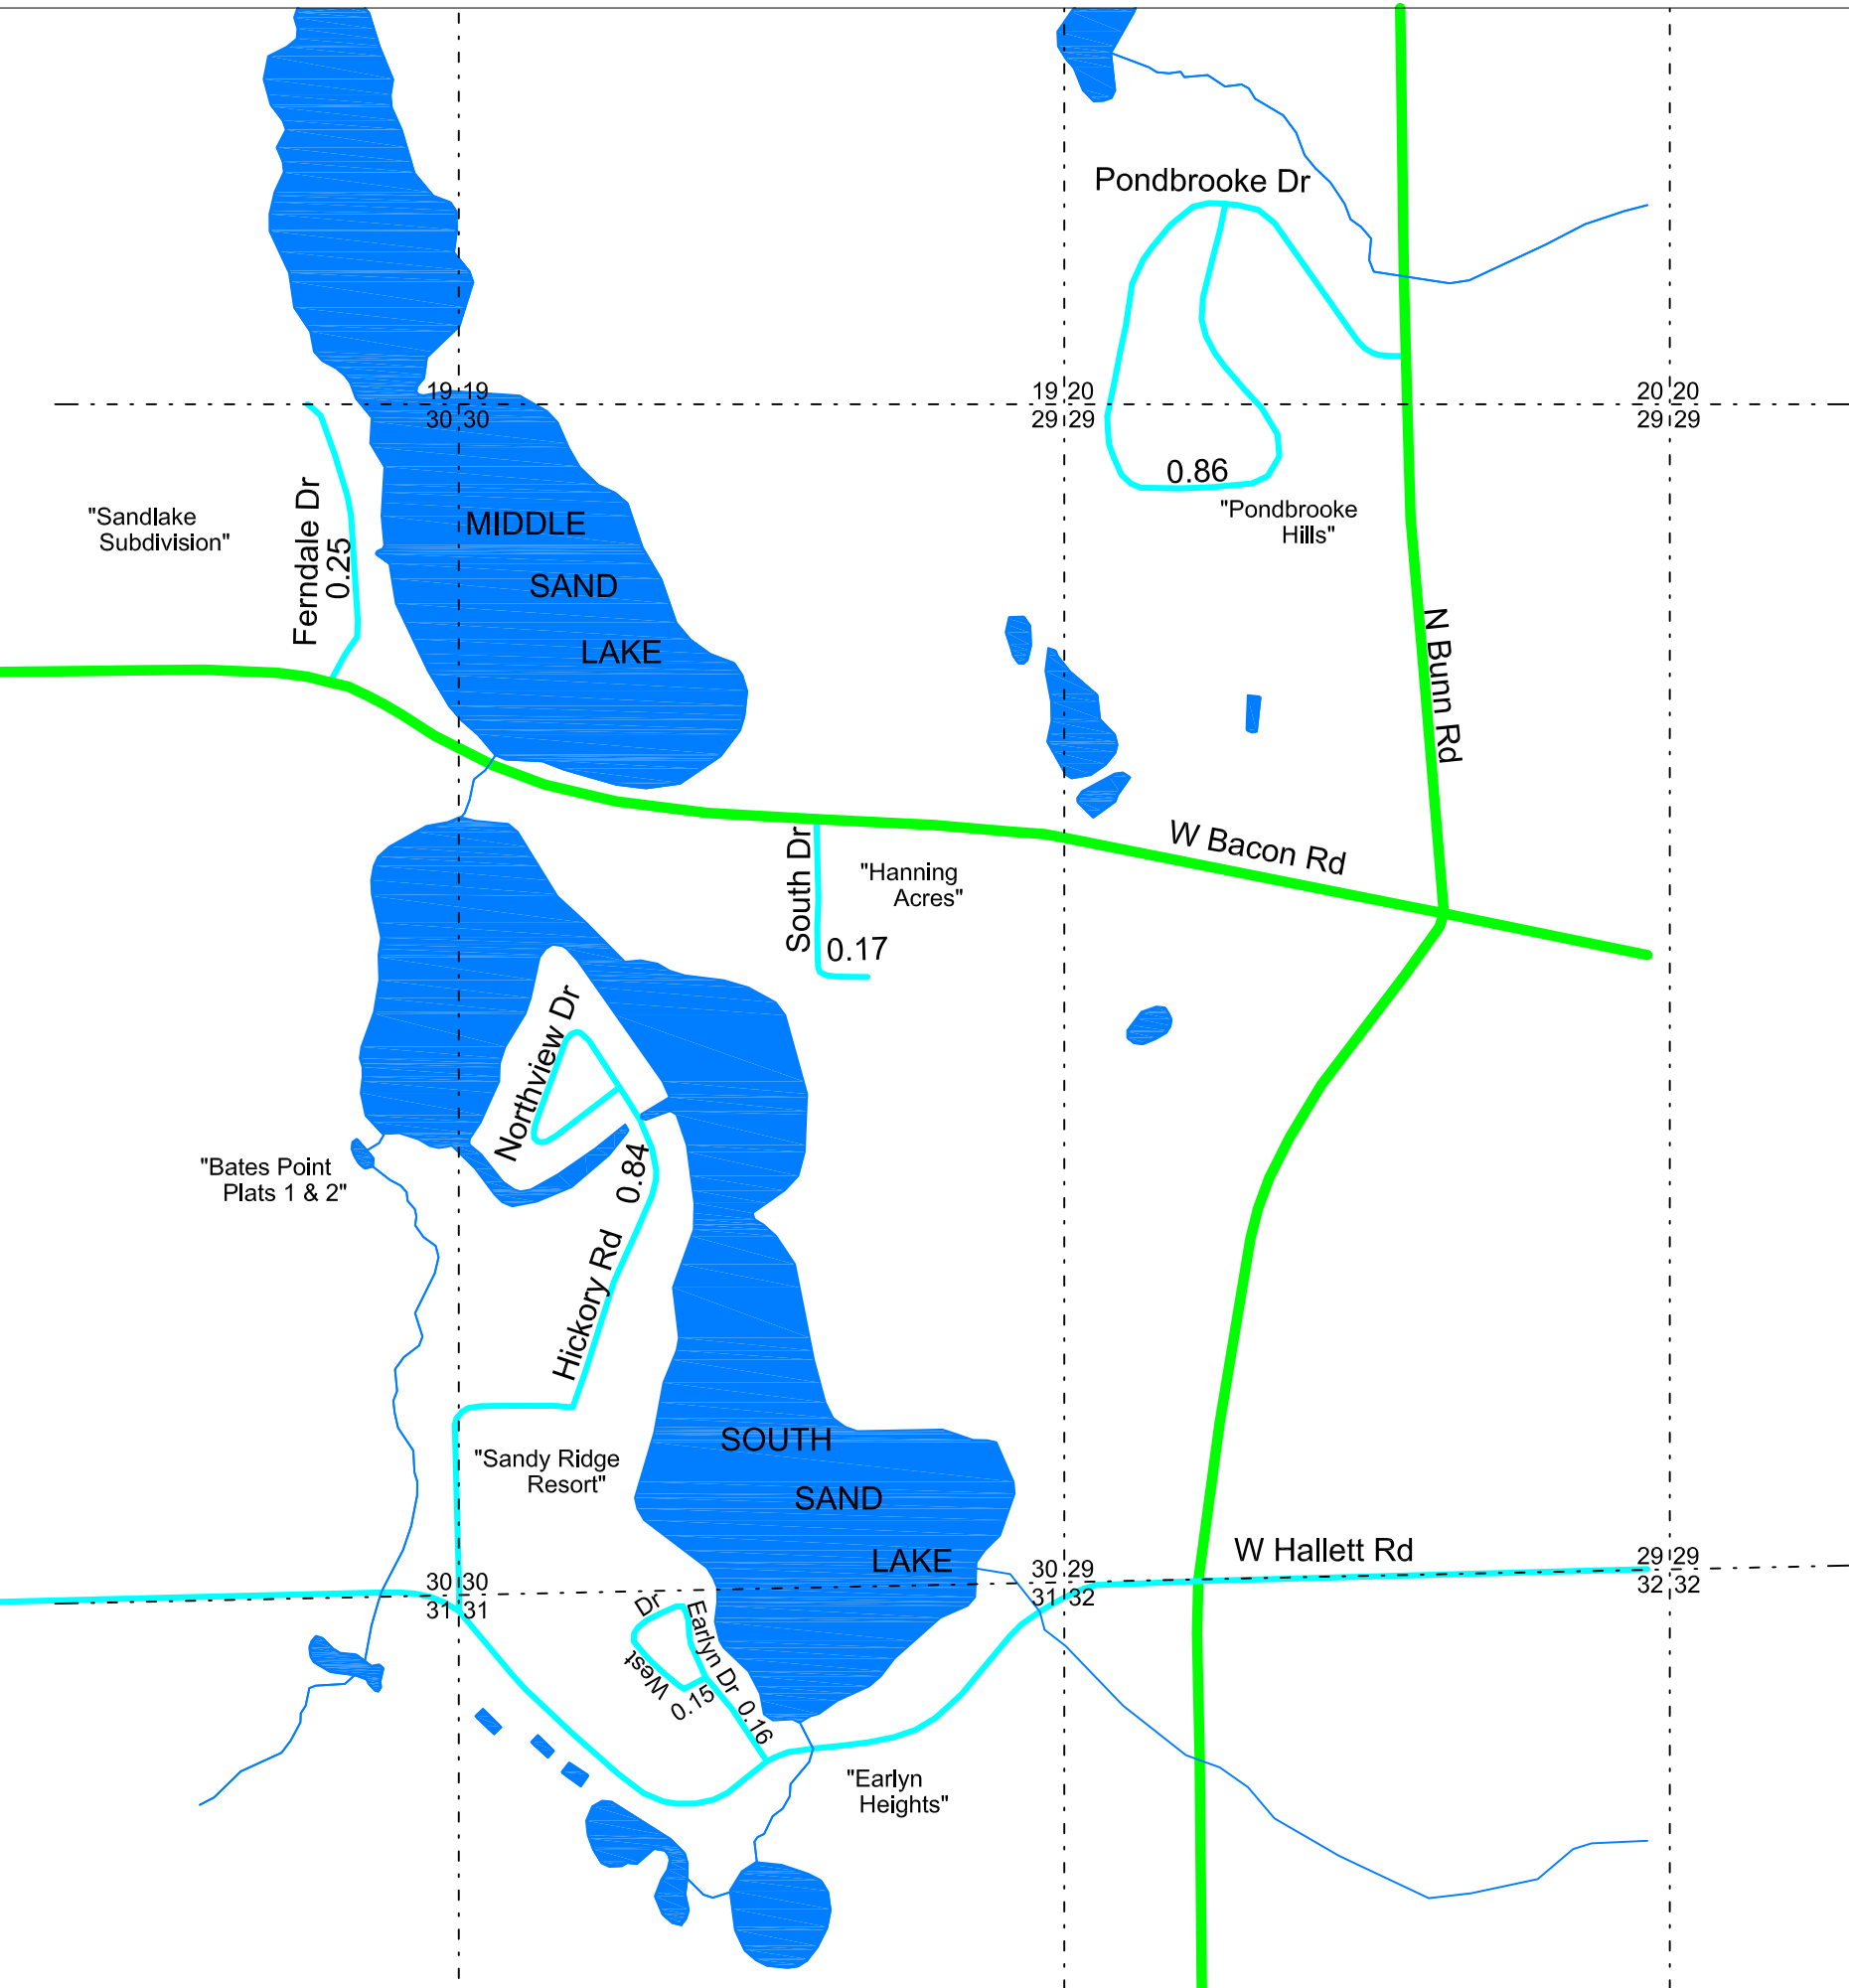 Pondbrooke Dr
19 19
30 30
19 20
29 29
20 20
29 29
0.86
"Pondbrooke
Hills"
"Sandlake
Subdivision"
Ferndale Dr
0.25
MIDDLE
SAND
LAKE
N Bunn Rd
W Bacon Rd
South Dr
0.17
"Hanning
Acres"
Northview Dr
0.84
"Bates Point
Plats 1 & 2"
Hickory Rd
"Sandy Ridge
Resort"
SOUTH
SAND
LAKE
W Hallett Rd
30 30
31 31
30 29
31 32
29 29
32 32
West Dr
0.15
Earlyn Dr
0.16
"Earlyn
Heights"